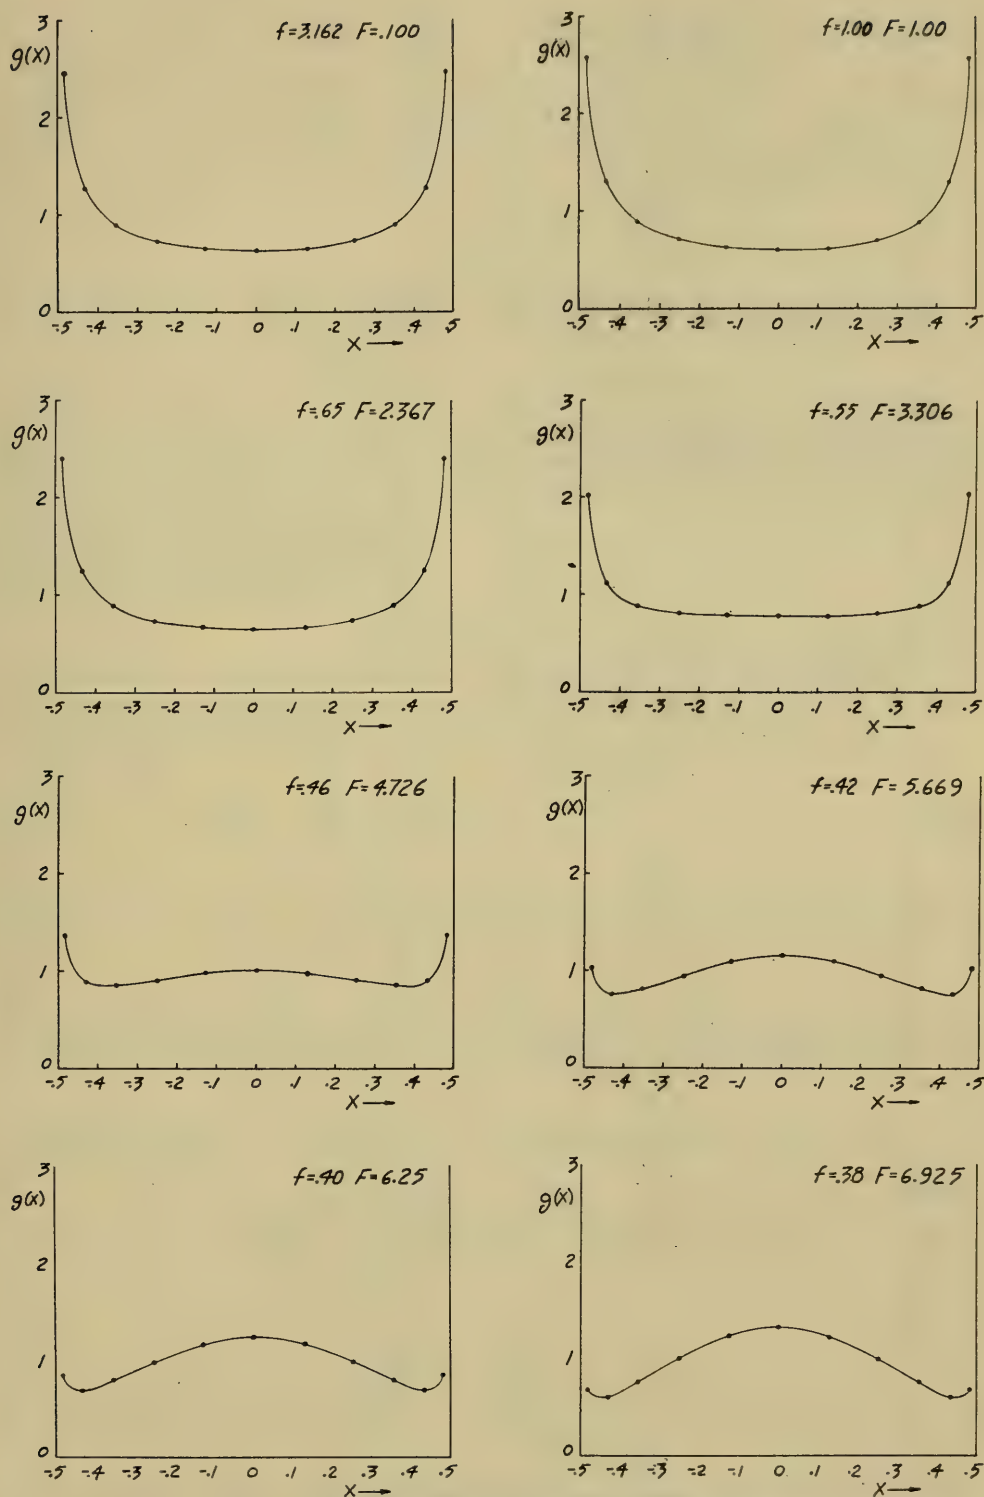 3 f=3.162 F=.100
g(x)
2
1
0
-.5 -.4 -.3 -.2 -.1 0 .1 .2 .3 .4 .5
X →
3 f=1.00 F=1.00
g(x)
2
1
0
-.5 -.4 -.3 -.2 -.1 0 .1 .2 .3 .4 .5
X →
3 f=.65 F=2.367
g(x)
2
1
0
-.5 -.4 -.3 -.2 -.1 0 .1 .2 .3 .4 .5
X →
3 f=.55 F=3.306
g(x)
2
1
0
-.5 -.4 -.3 -.2 -.1 0 .1 .2 .3 .4 .5
X →
3 f=.46 F=4.726
g(x)
2
1
0
-.5 -.4 -.3 -.2 -.1 0 .1 .2 .3 .4 .5
X →
3 f=.42 F=5.669
g(x)
2
1
0
-.5 -.4 -.3 -.2 -.1 0 .1 .2 .3 .4 .5
X →
3 f=.40 F=6.25
g(x)
2
1
0
-.5 -.4 -.3 -.2 -.1 0 .1 .2 .3 .4 .5
X →
3 f=.38 F=6.925
g(x)
2
1
0
-.5 -.4 -.3 -.2 -.1 0 .1 .2 .3 .4 .5
X →